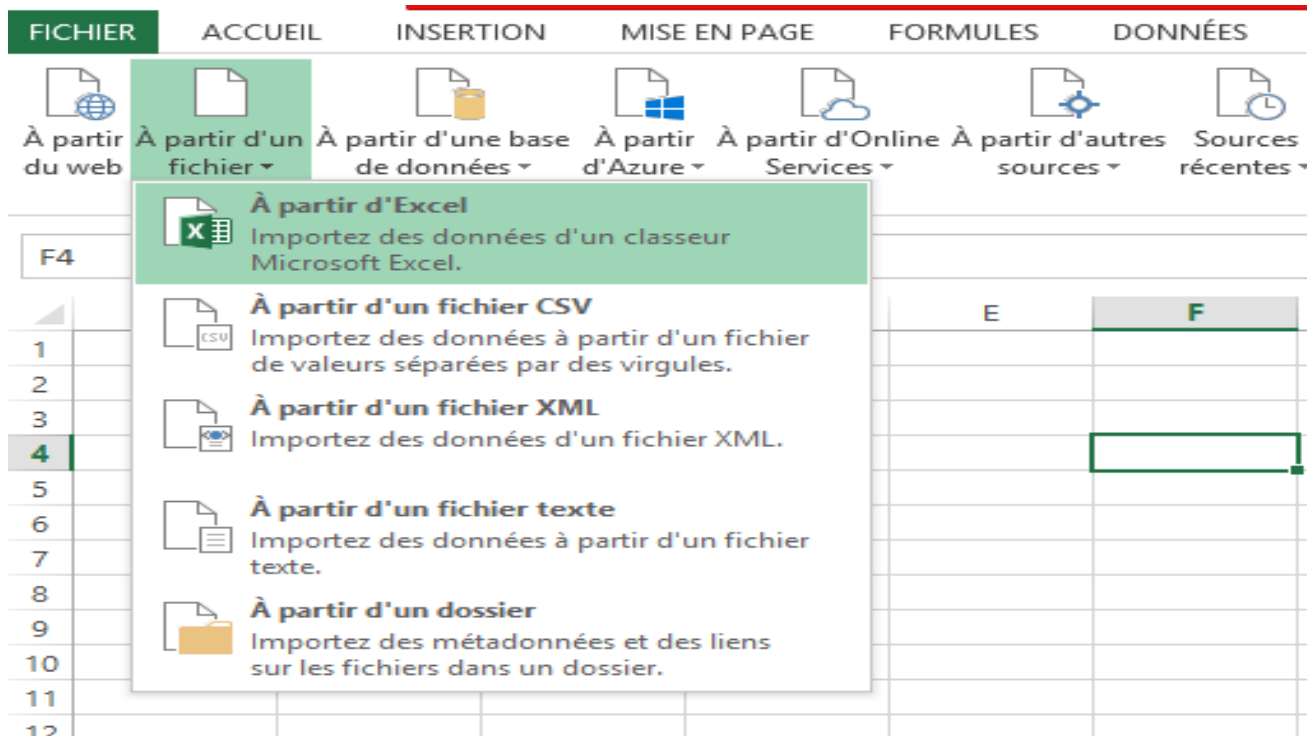 FICHIER ACCUEIL INSERTION MISE EN PAGE FORMULES DONNÉES
À partir À partir d'un À partir d'une base À partir À partir d'Online À partir d'autres Sources
du web fichier de données d'Azure Services sources récentes
À partir d'Excel
Importez des données d'un classeur
Microsoft Excel.
F4
À partir d'un fichier CSV
Importez des données à partir d'un fichier
de valeurs séparées par des virgules.
csv
E F
À partir d'un fichier XML
Importez des données d'un fichier XML.
À partir d'un fichier texte
Importez des données à partir d'un fichier
texte.
À partir d'un dossier
Importez des métadonnées et des liens
sur les fichiers dans un dossier.
1
2
3
4
5
6
7
8
9
10
11
12